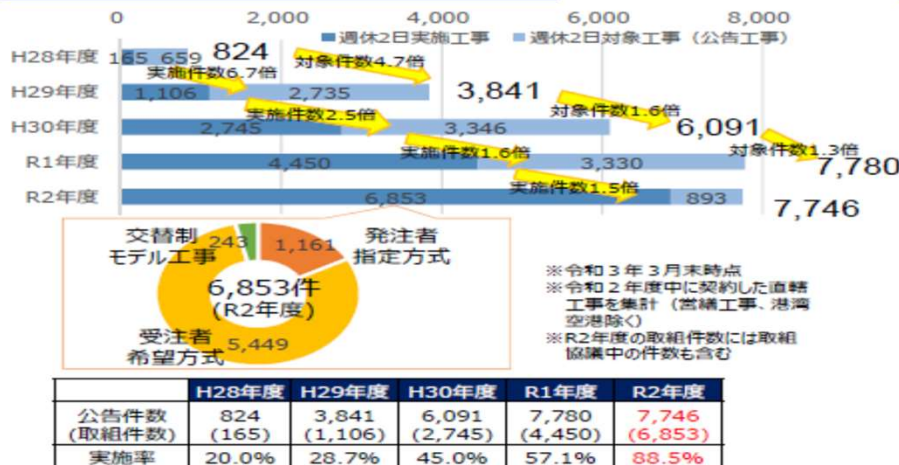 0 2,000 4,000 6,000 8,000
■週休2日実施工事 ■週休2日対象工事（公告工事）
H28年度 165 659 824
実施件数6.7倍 対象件数4.7倍
H29年度 1,106 2,735 3,841
実施件数2.5倍 対象件数1.6倍
H30年度 2,745 3,346 6,091
実施件数1.6倍 対象件数1.3倍
R1年度 4,450 3,330 7,780
実施件数1.5倍
R2年度 6,853 893 7,746
交替制 243 1,161 発注者
モデル工事 指定方式
6,853件
(R2年度)
受注者
希望方式 5,449
※令和３年３月末時点
※令和２年度中に契約した直轄
工事を集計（営繕工事、港湾
空港除く）
※R2年度の取組件数には取組
協議中の件数も含む
H28年度 H29年度 H30年度 R1年度 R2年度
公告件数 824 3,841 6,091 7,780 7,746
(取組件数) (165) (1,106) (2,745) (4,450) (6,853)
実施率 20.0% 28.7% 45.0% 57.1% 88.5%